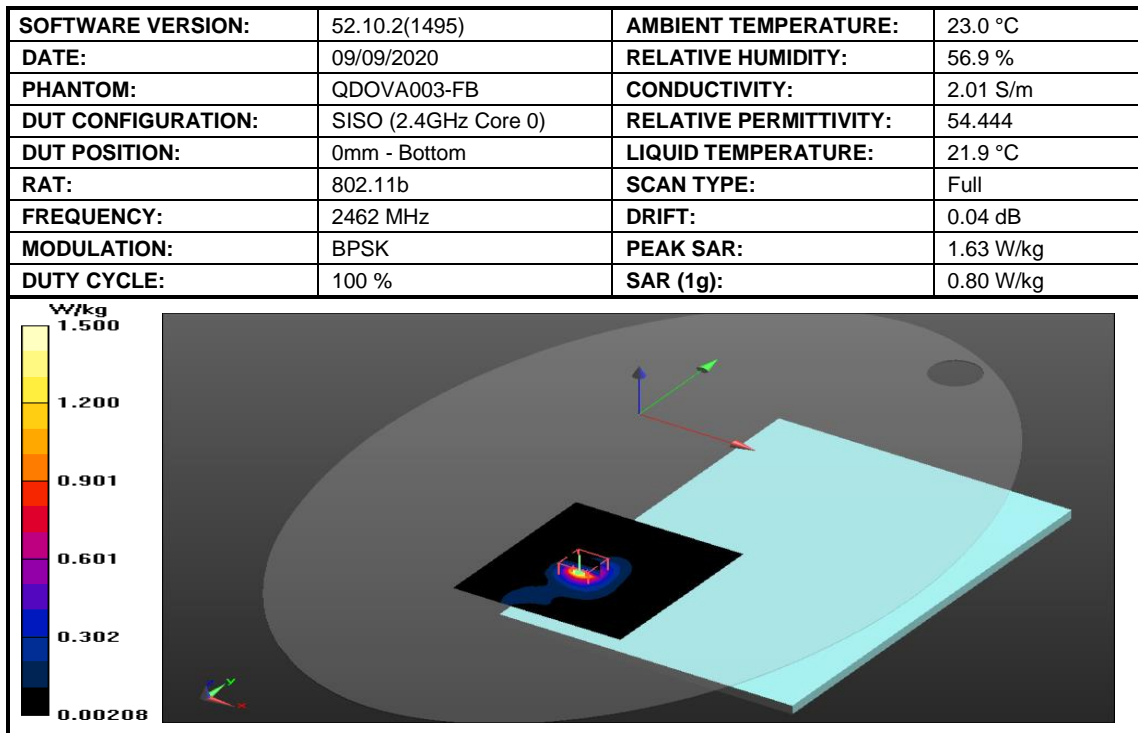 SOFTWARE VERSION: 52.10.2(1495) AMBIENT TEMPERATURE: 23.0 °C
DATE: 09/09/2020 RELATIVE HUMIDITY: 56.9 %
PHANTOM: QDOVA003-FB CONDUCTIVITY: 2.01 S/m
DUT CONFIGURATION: SISO (2.4GHz Core 0) RELATIVE PERMITTIVITY: 54.444
DUT POSITION: 0mm - Bottom LIQUID TEMPERATURE: 21.9 °C
RAT: 802.11b SCAN TYPE: Full
FREQUENCY: 2462 MHz DRIFT: 0.04 dB
MODULATION: BPSK PEAK SAR: 1.63 W/kg
DUTY CYCLE: 100 % SAR (1g): 0.80 W/kg
W/kg
1.500
1.200
0.901
0.601
0.302
0.00208
y
x